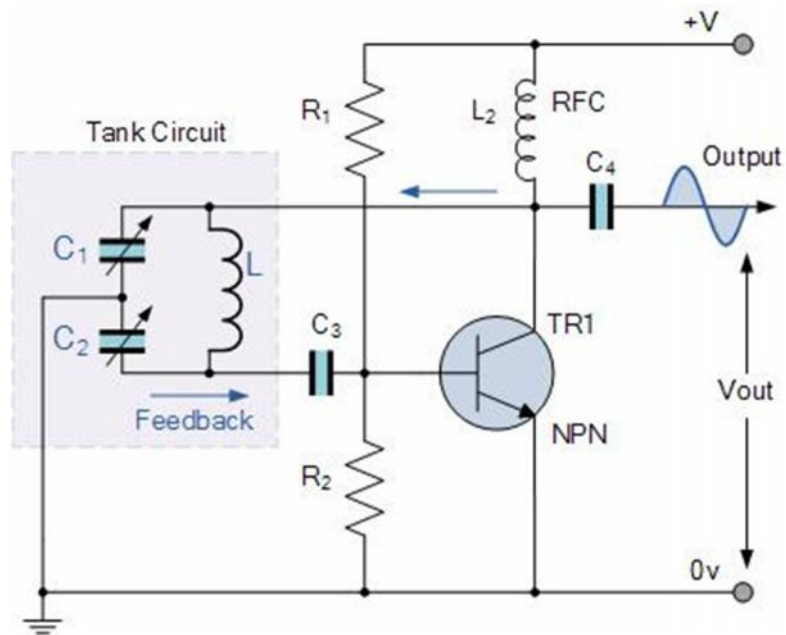 +V
R₁
L₂
RFC
Tank Circuit
C₄
Output
C₁
L
C₂
C₃
TR1
Vout
Feedback
NPN
R₂
0v